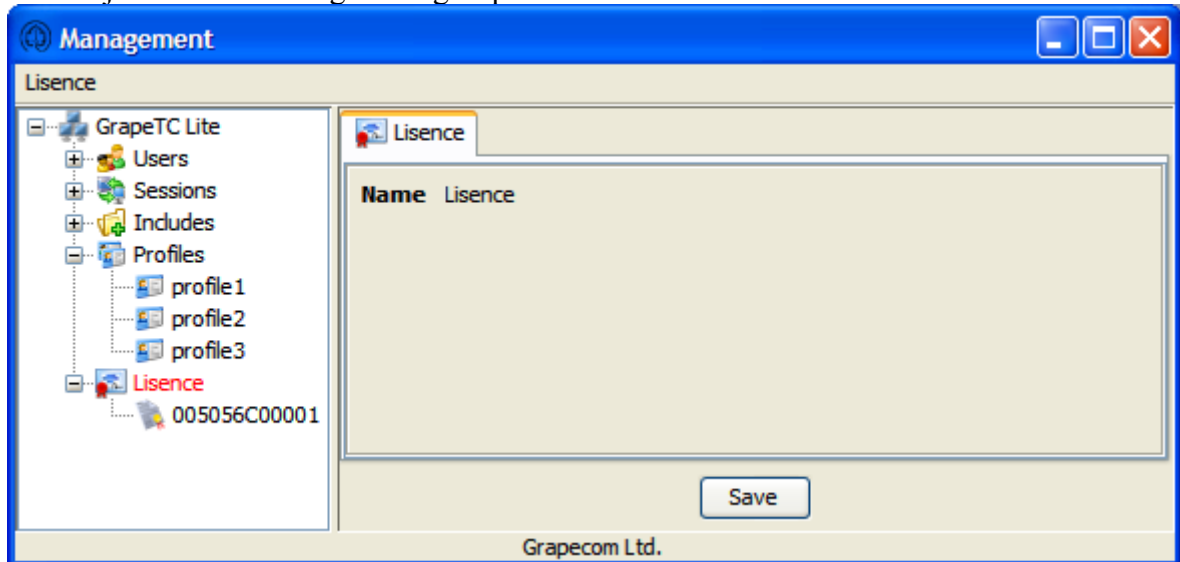 Management
Lisence
GrapeTC Lite
Users
Sessions
Includes
Profiles
profile1
profile2
profile3
Lisence
005056C00001
Lisence
Name Lisence
Save
Grapecom Ltd.